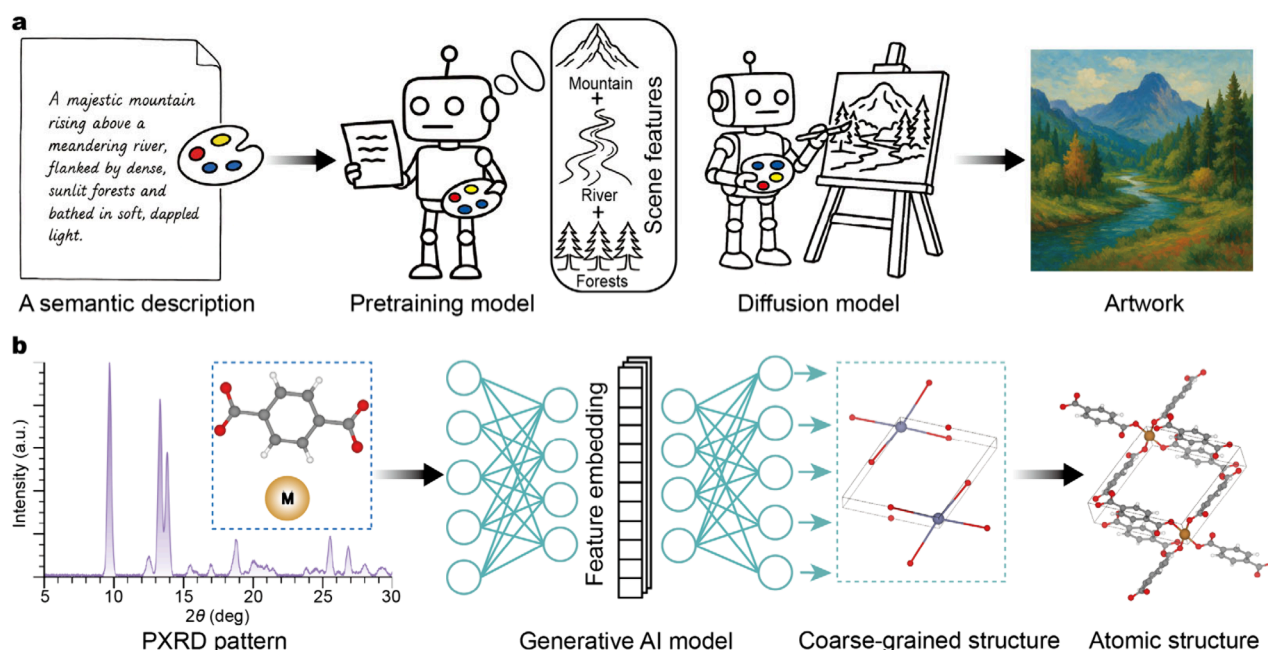 a
A majestic mountain
rising above a
meandering river,
flanked by dense,
sunlit forests and
bathed in soft, dappled
light.
Mountain
+
River
+
Forests
Scene features
A semantic description
Pretraining model
Diffusion model
Artwork
b
Intensity (a.u.)
M
5
10
15
20
25
30
2θ (deg)
Feature embedding
PXRD pattern
Generative AI model
Coarse-grained structure
Atomic structure